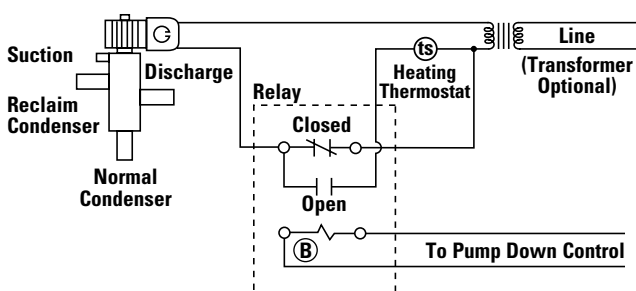 Suction
Discharge
Reclaim
Condenser
Normal
Condenser
ts
Heating
Thermostat
Line
(Transformer
Optional)
Relay
Closed
Open
B
To Pump Down Control